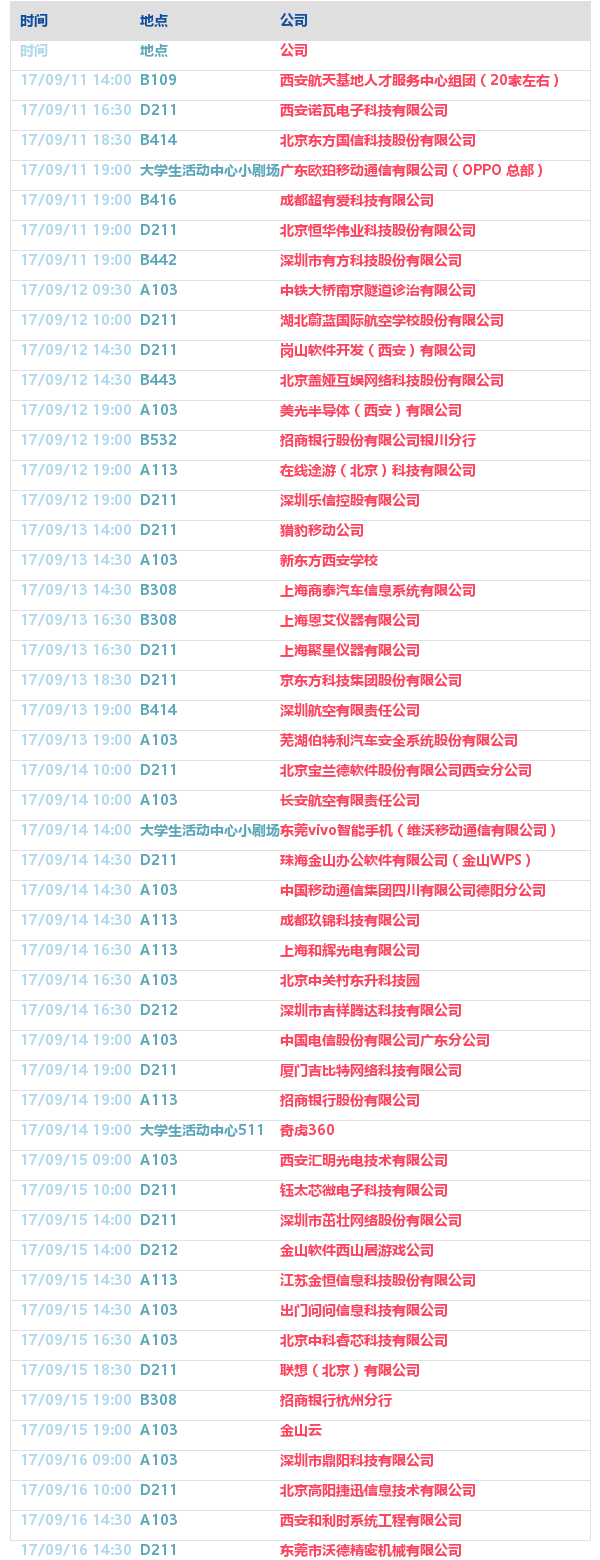 时间 地点 公司
时间 地点 公司
17/09/11 14:00 B109 西安航天基地人才服务中心组团（20家左右）
17/09/11 16:30 D211 西安诺瓦电子科技有限公司
17/09/11 18:30 B414 北京东方国信科技股份有限公司
17/09/11 19:00 大学生活动中心小剧场 广东欧珀移动通信有限公司（OPPO 总部）
17/09/11 19:00 B416 成都超有爱科技有限公司
17/09/11 19:00 D211 北京恒华伟业科技股份有限公司
17/09/11 19:00 B442 深圳市有方科技股份有限公司
17/09/12 09:30 A103 中铁大桥南京隧道诊治有限公司
17/09/12 10:00 D211 湖北蔚蓝国际航空学校股份有限公司
17/09/12 14:30 D211 岗山软件开发（西安）有限公司
17/09/12 14:30 B443 北京盖娅互娱网络科技股份有限公司
17/09/12 19:00 A103 美光半导体（西安）有限公司
17/09/12 19:00 B532 招商银行股份有限公司银川分行
17/09/12 19:00 A113 在线途游（北京）科技有限公司
17/09/12 19:00 D211 深圳乐信控股有限公司
17/09/13 14:00 D211 猎豹移动公司
17/09/13 14:30 A103 新东方西安学校
17/09/13 14:30 B308 上海商泰汽车信息系统有限公司
17/09/13 16:30 B308 上海恩艾仪器有限公司
17/09/13 16:30 D211 上海聚星仪器有限公司
17/09/13 18:30 D211 京东方科技集团股份有限公司
17/09/13 19:00 B414 深圳航空有限责任公司
17/09/13 19:00 A103 芜湖伯特利汽车安全系统股份有限公司
17/09/14 10:00 D211 北京宝兰德软件股份有限公司西安分公司
17/09/14 10:00 A103 长安航空有限责任公司
17/09/14 14:00 大学生活动中心小剧场 东莞vivo智能手机（维沃移动通信有限公司）
17/09/14 14:30 D211 珠海金山办公软件有限公司（金山WPS）
17/09/14 14:30 A103 中国移动通信集团四川有限公司德阳分公司
17/09/14 14:30 A113 成都玖锦科技有限公司
17/09/14 16:30 A113 上海和辉光电有限公司
17/09/14 16:30 A103 北京中关村东升科技园
17/09/14 16:30 D212 深圳市吉祥腾达科技有限公司
17/09/14 19:00 A103 中国电信股份有限公司广东分公司
17/09/14 19:00 D211 厦门吉比特网络科技有限公司
17/09/14 19:00 A113 招商银行股份有限公司
17/09/14 19:00 大学生活动中心511 奇虎360
17/09/15 09:00 A103 西安汇明光电技术有限公司
17/09/15 10:00 D211 钰太芯微电子科技有限公司
17/09/15 14:00 D211 深圳市茁壮网络股份有限公司
17/09/15 14:00 D212 金山软件西山居游戏公司
17/09/15 14:30 A113 江苏金恒信息科技股份有限公司
17/09/15 14:30 A103 出门问问信息科技有限公司
17/09/15 16:30 A103 北京中科睿芯科技有限公司
17/09/15 18:30 D211 联想（北京）有限公司
17/09/15 19:00 B308 招商银行杭州分行
17/09/15 19:00 A103 金山云
17/09/16 09:00 A103 深圳市鼎阳科技有限公司
17/09/16 10:00 D211 北京高阳捷迅信息技术有限公司
17/09/16 14:30 A103 西安和利时系统工程有限公司
17/09/16 14:30 D211 东莞市沃德精密机械有限公司